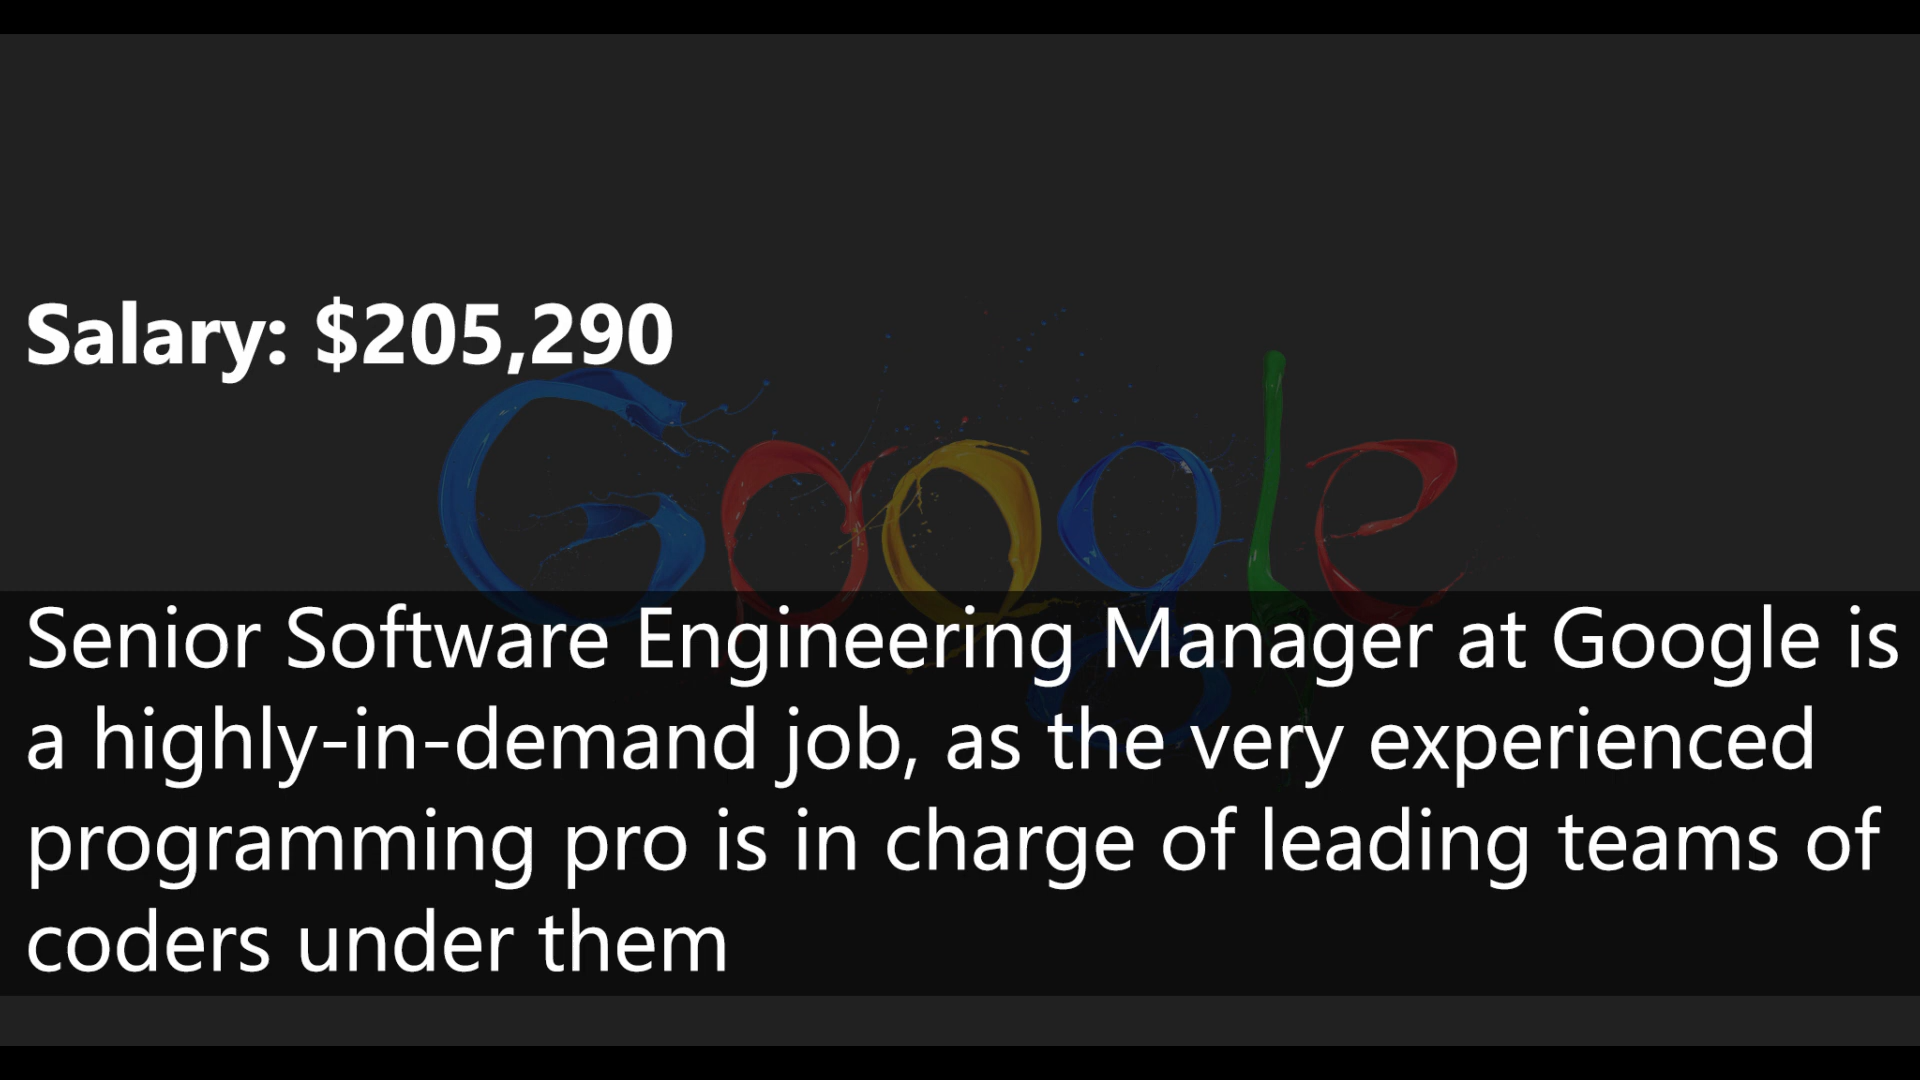 Salary: $205,290
Google
Senior Software Engineering Manager at Google is
a highly-in-demand job, as the very experienced
programming pro is in charge of leading teams of
coders under them